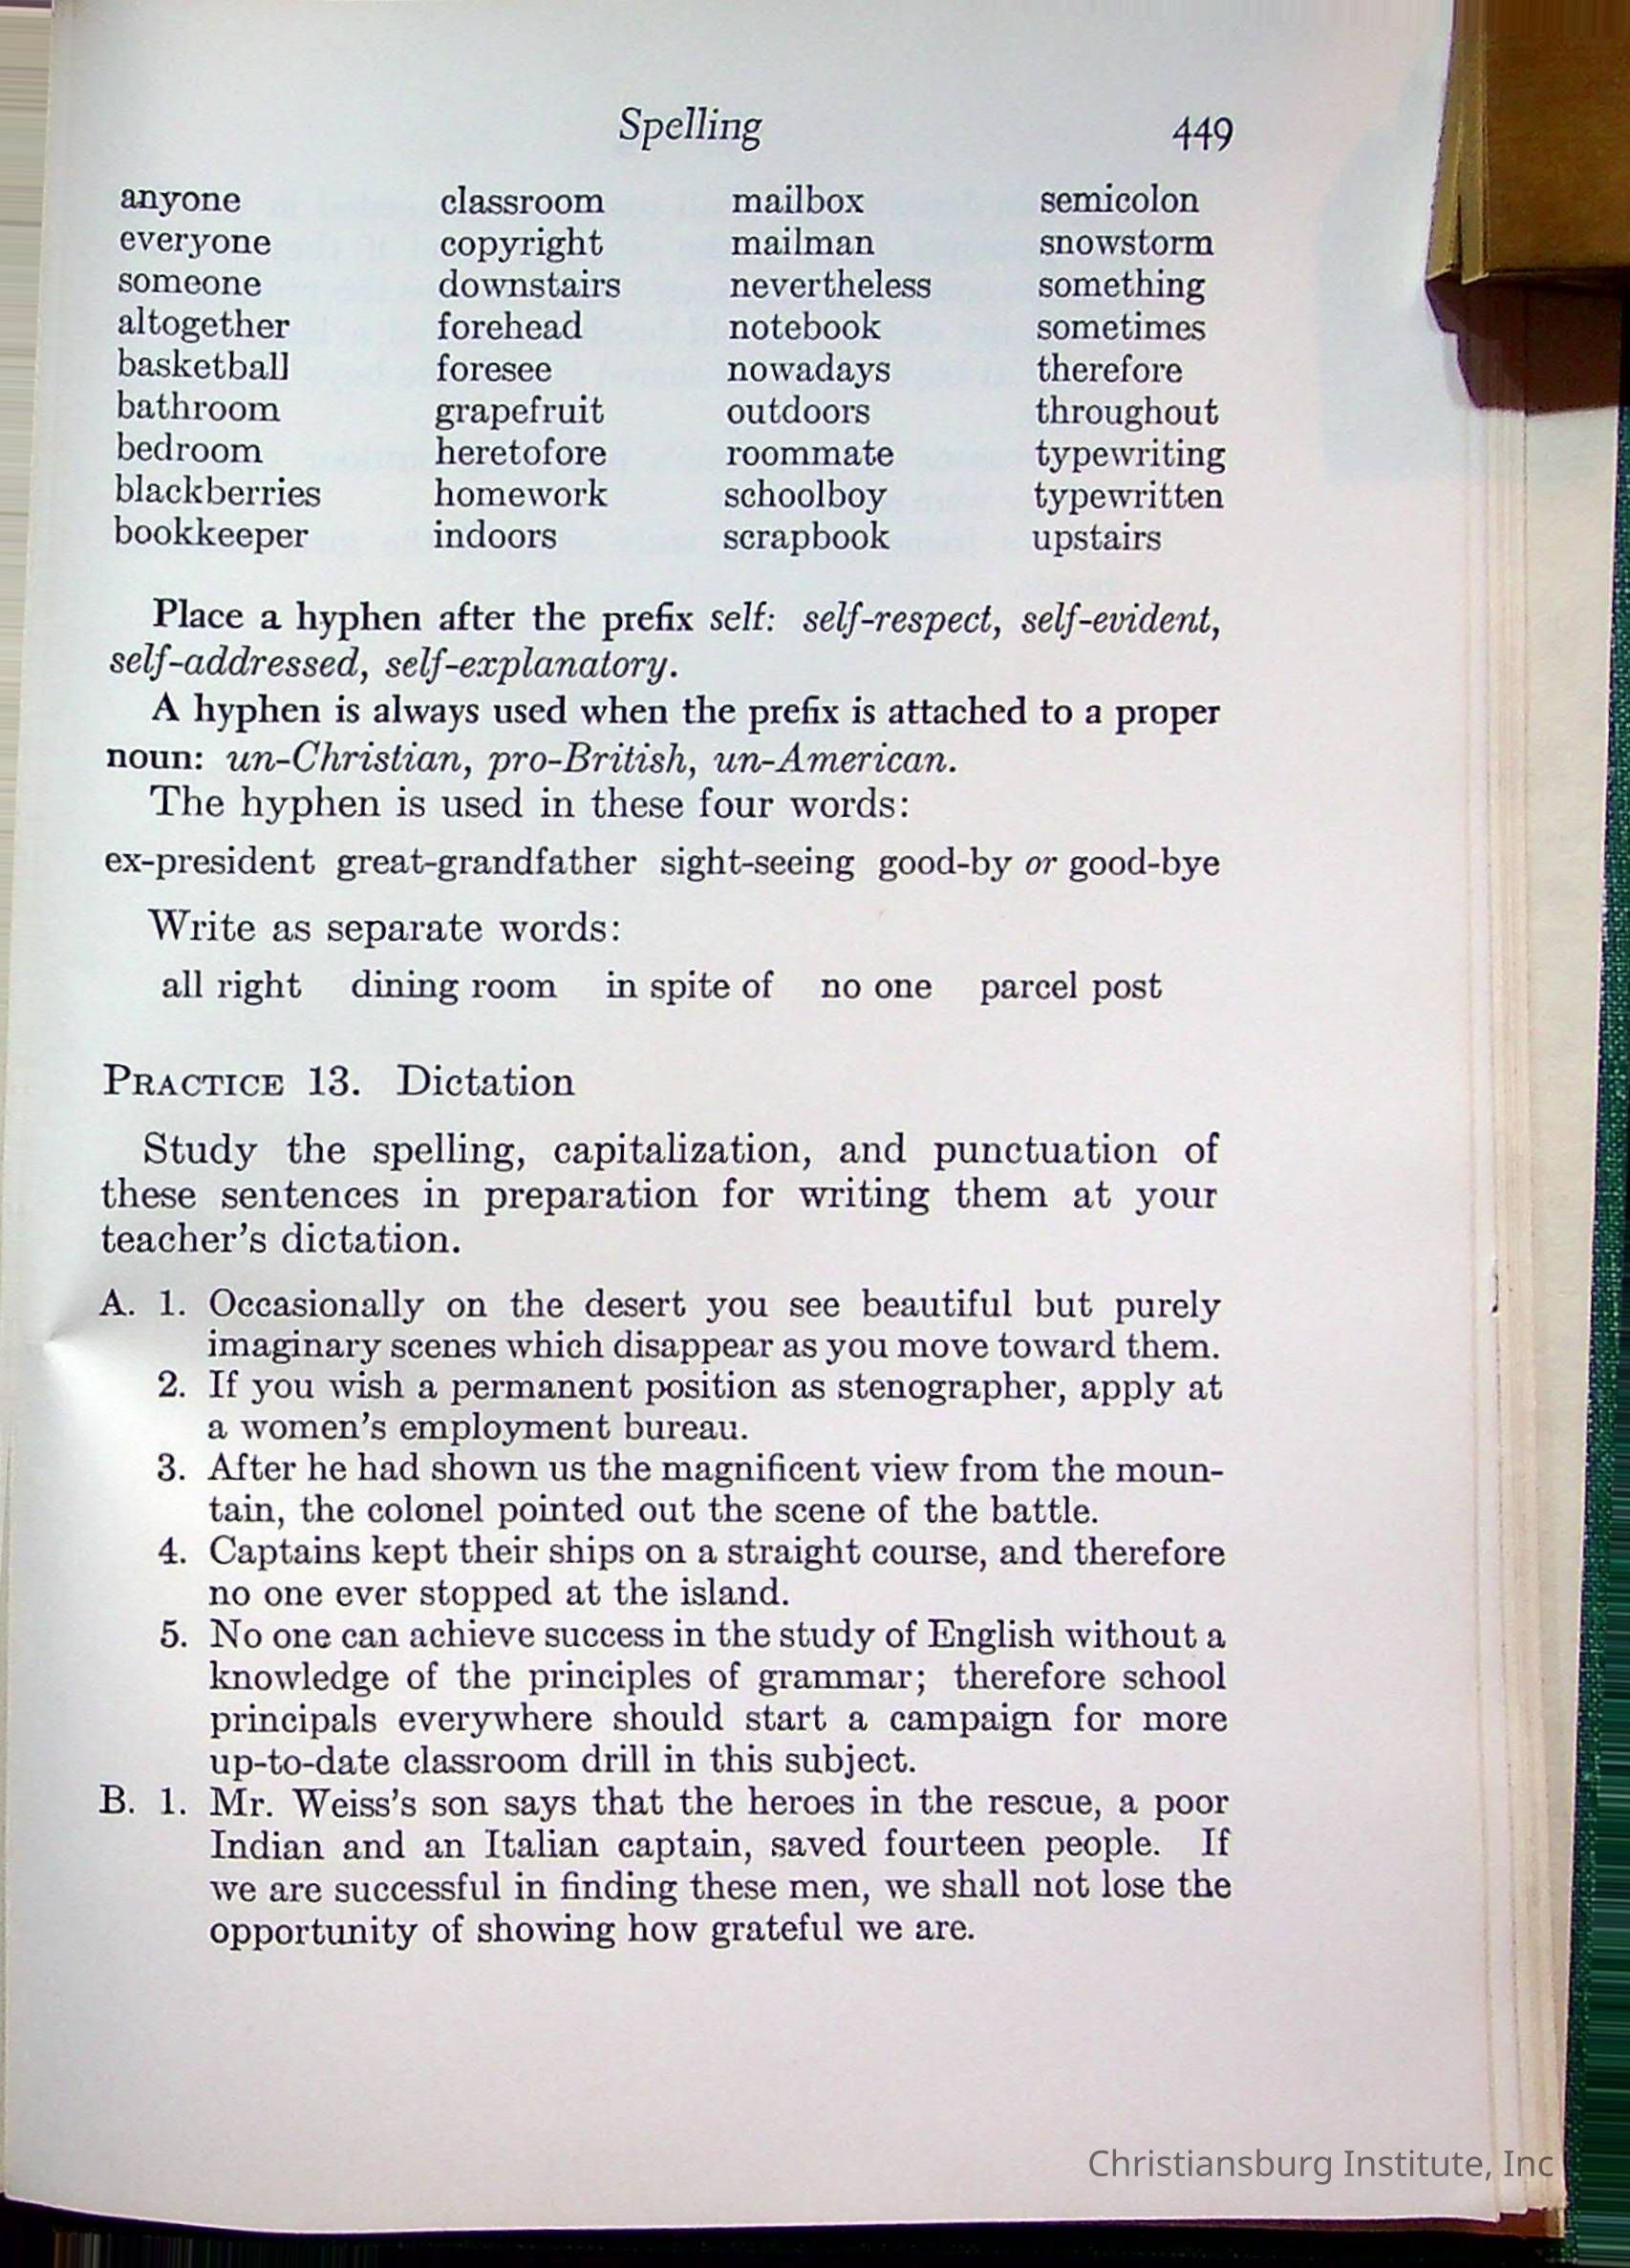 Spelling 449
anyone classroom mailbox semicolon
everyone copyright mailman snowstorm
someone downstairs nevertheless something
altogether forehead notebook sometimes
basketball foresee nowadays therefore
bathroom grapefruit outdoors throughout
bedroom heretofore roommate typewriting
blackberries homework schoolboy typewritten
bookkeeper indoors scrapbook upstairs
Place a hyphen after the prefix self: self-respect, self-evident,
self-addressed, self-explanatory.
A hyphen is always used when the prefix is attached to a proper
noun: un-Christian, pro-British, un-American.
The hyphen is used in these four words:
ex-president great-grandfather sight-seeing good-by or good-bye
Write as separate words:
all right dining room in spite of no one parcel post
PRACTICE 13. Dictation
Study the spelling, capitalization, and punctuation of
these sentences in preparation for writing them at your
teacher's dictation.
A. 1. Occasionally on the desert you see beautiful but purely
imaginary scenes which disappear as you move toward them.
2. If you wish a permanent position as stenographer, apply at
a women's employment bureau.
3. After he had shown us the magnificent view from the moun-
tain, the colonel pointed out the scene of the battle.
4. Captains kept their ships on a straight course, and therefore
no one ever stopped at the island.
5. No one can achieve success in the study of English without a
knowledge of the principles of grammar; therefore school
principals everywhere should start a campaign for more
up-to-date classroom drill in this subject.
B. 1. Mr. Weiss's son says that the heroes in the rescue, a poor
Indian and an Italian captain, saved fourteen people. If
we are successful in finding these men, we shall not lose the
opportunity of showing how grateful we are.
Christiansburg Institute, Inc